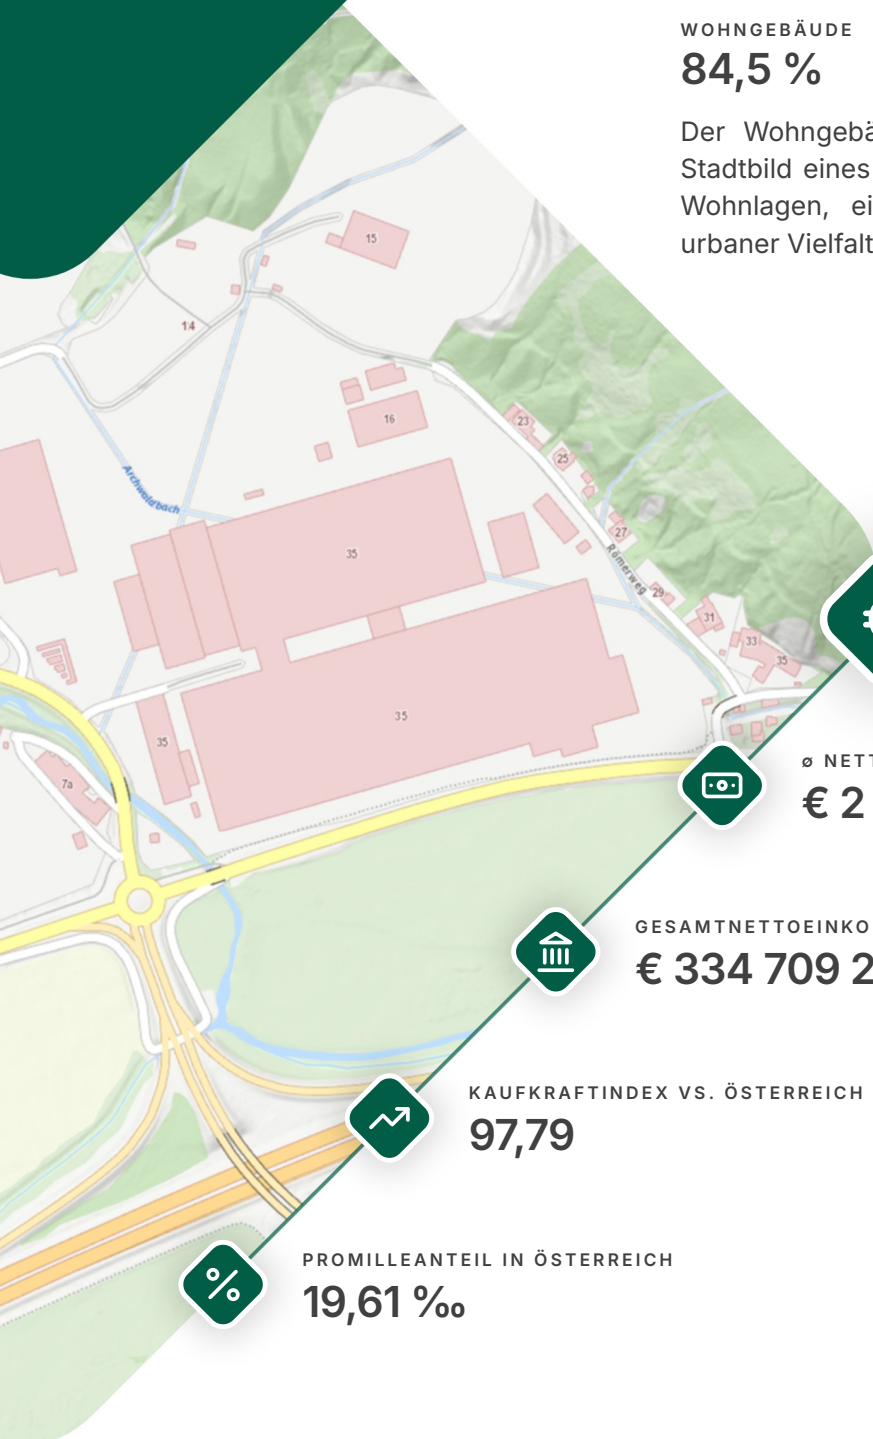 WOHNGEBÄUDE
84,5 %
Der Wohngebä
Stadtbild eines
Wohnlagen, ei
urbaner Vielfalt
15
14
16
23
25
Archwaldbach
27
35
Römerweg
29
31
33
35
35
35
7a
ø NETT
€ 2
GESAMTNETTOEINKO
€ 334 709 2
KAUFKRAFTINDEX VS. ÖSTERREICH
97,79
PROMILLEANTEIL IN ÖSTERREICH
19,61 ‰